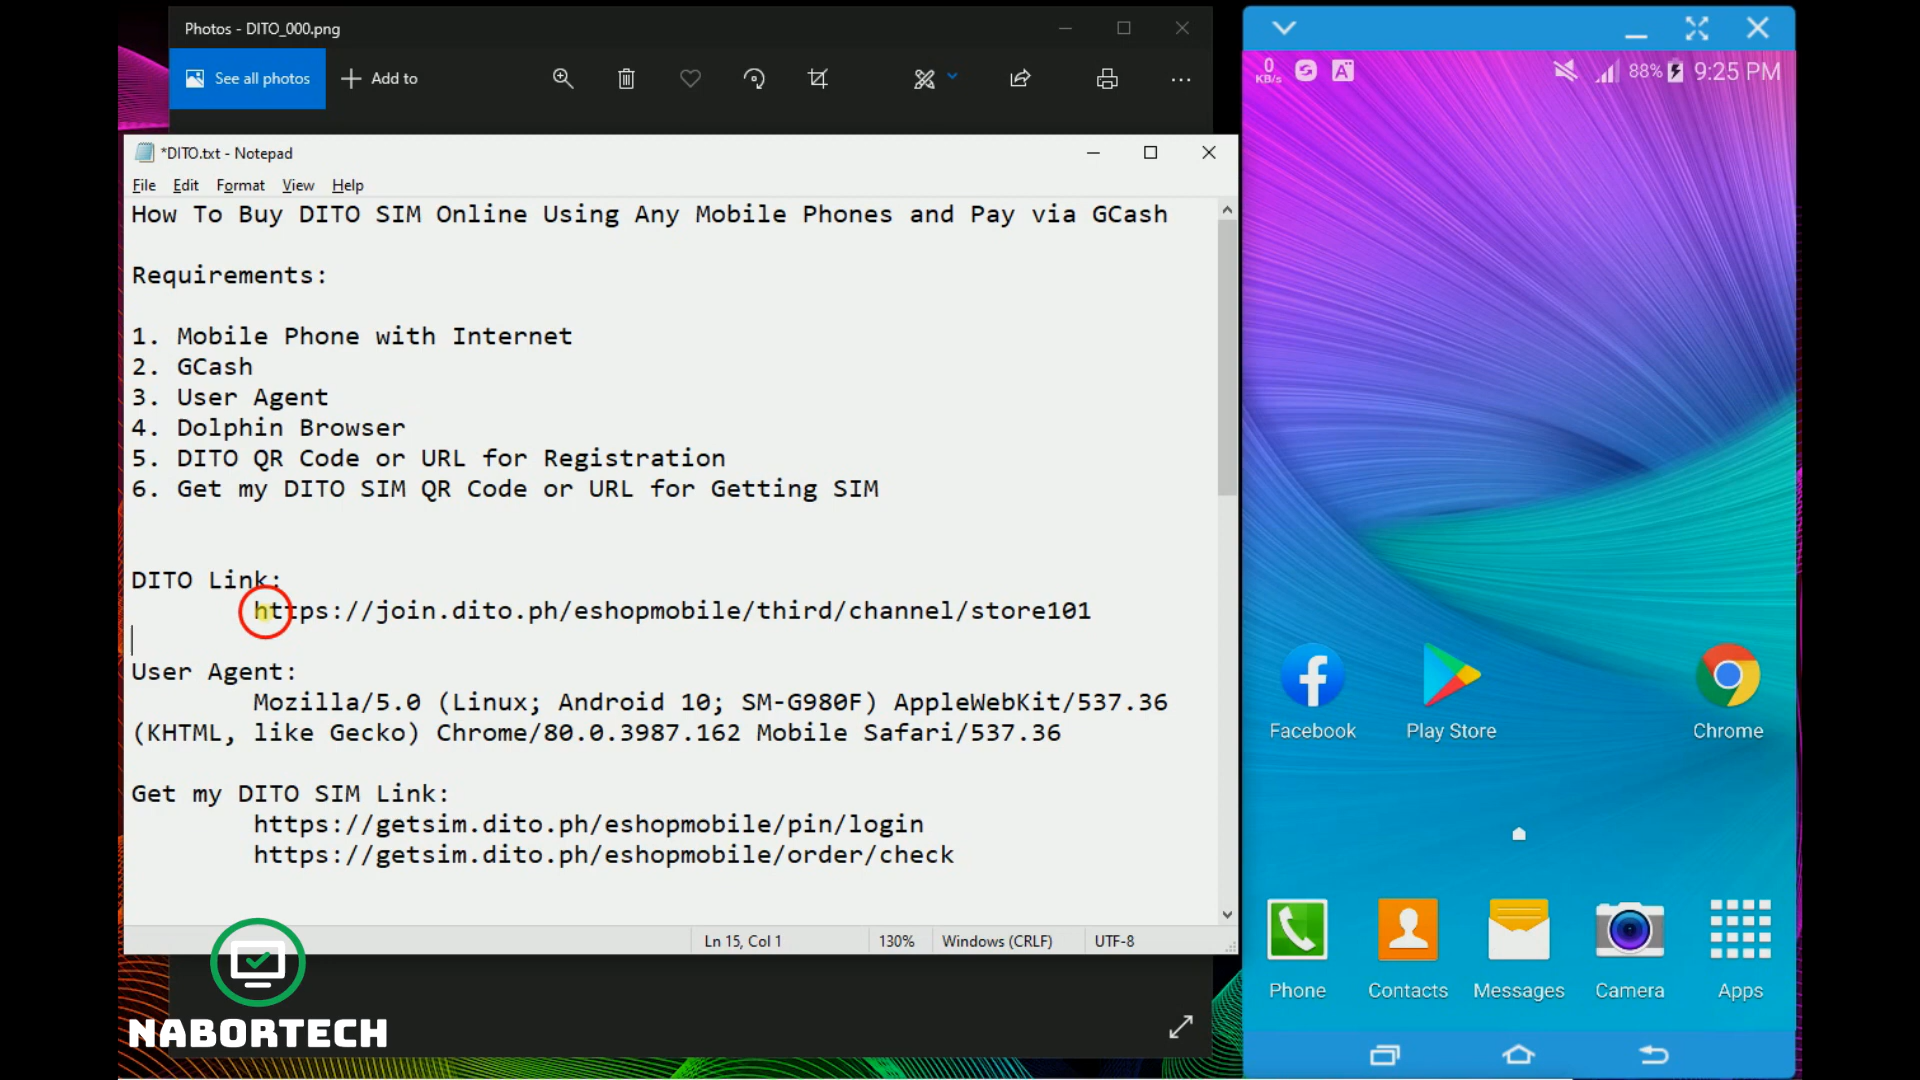 Photos - DITO_000.png
See all photos
Add to
*DITO.txt - Notepad
File Edit Format View Help
How To Buy DITO SIM Online Using Any Mobile Phones and Pay via GCash
Requirements:
1. Mobile Phone with Internet
2. GCash
3. User Agent
4. Dolphin Browser
5. DITO QR Code or URL for Registration
6. Get my DITO SIM QR Code or URL for Getting SIM
DITO Link:
https://join.dito.ph/eshopmobile/third/channel/store101
User Agent:
Mozilla/5.0 (Linux; Android 10; SM-G980F) AppleWebKit/537.36
(KHTML, like Gecko) Chrome/80.0.3987.162 Mobile Safari/537.36
Get my DITO SIM Link:
https://getsim.dito.ph/eshopmobile/pin/login
https://getsim.dito.ph/eshopmobile/order/check
Ln 15, Col 1 130% Windows (CRLF) UTF-8
NABORTECH
0
KB/s
A
88% 9:25 PM
Facebook Play Store Chrome
Phone Contacts Messages Camera Apps